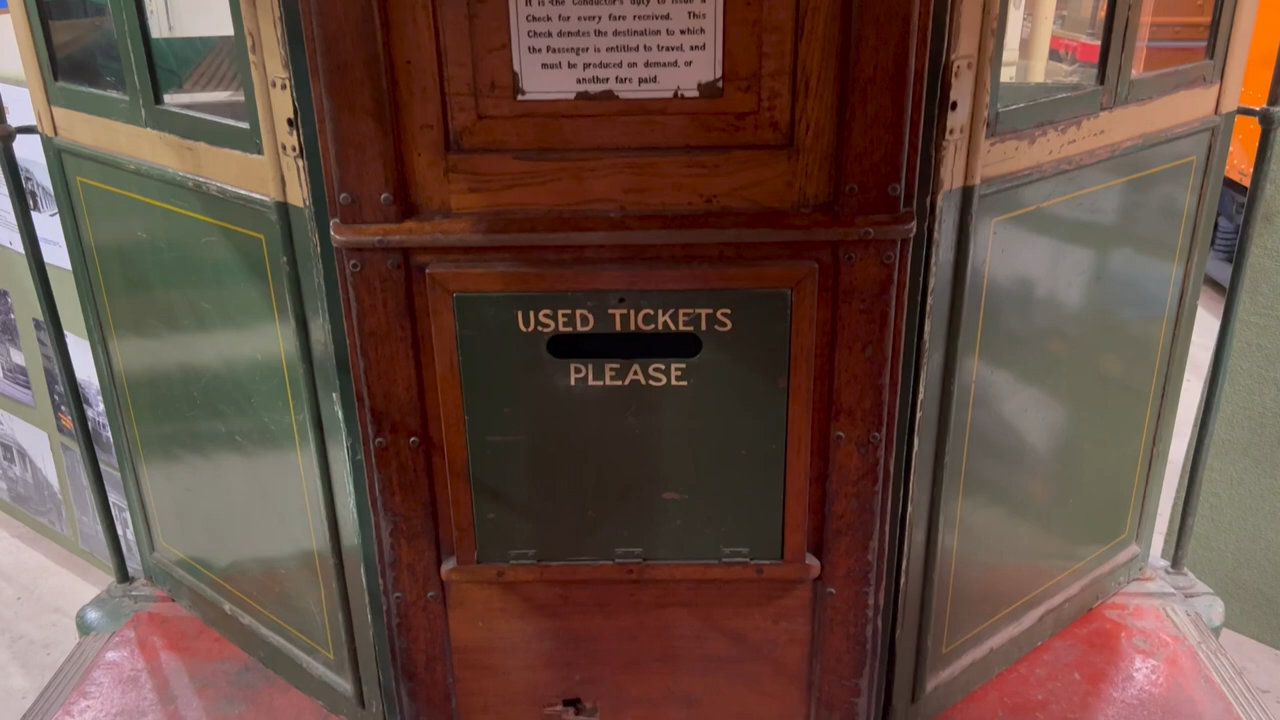 It is the Conductor's duty to issue a
Check for every fare received. This
Check denotes the destination to which
the Passenger is entitled to travel, and
must be produced on demand, or
another fare paid.
USED TICKETS
PLEASE